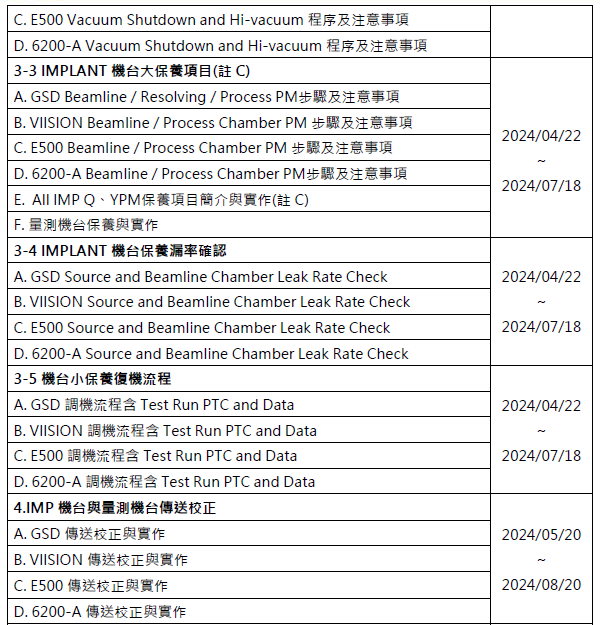 C. E500 Vacuum Shutdown and Hi-vacuum 程序及注意事項
D. 6200-A Vacuum Shutdown and Hi-vacuum 程序及注意事項
3-3 IMPLANT 機台大保養項目(註 C)
A. GSD Beamline / Resolving / Process PM步驟及注意事項
B. VIISION Beamline / Process Chamber PM 步驟及注意事項
C. E500 Beamline / Process Chamber PM 步驟及注意事項
D. 6200-A Beamline / Process Chamber PM步驟及注意事項
E. All IMP Q、YPM保養項目簡介與實作(註 C)
F. 量測機台保養與實作
2024/04/22
~
2024/07/18
3-4 IMPLANT 機台保養漏率確認
A. GSD Source and Beamline Chamber Leak Rate Check
B. VIISION Source and Beamline Chamber Leak Rate Check
C. E500 Source and Beamline Chamber Leak Rate Check
D. 6200-A Source and Beamline Chamber Leak Rate Check
2024/04/22
~
2024/07/18
3-5 機台小保養復機流程
A. GSD 調機流程含 Test Run PTC and Data
B. VIISION 調機流程含 Test Run PTC and Data
C. E500 調機流程含 Test Run PTC and Data
D. 6200-A 調機流程含 Test Run PTC and Data
2024/04/22
~
2024/07/18
4.IMP 機台與量測機台傳送校正
A. GSD 傳送校正與實作
B. VIISION 傳送校正與實作
C. E500 傳送校正與實作
D. 6200-A 傳送校正與實作
2024/05/20
~
2024/08/20